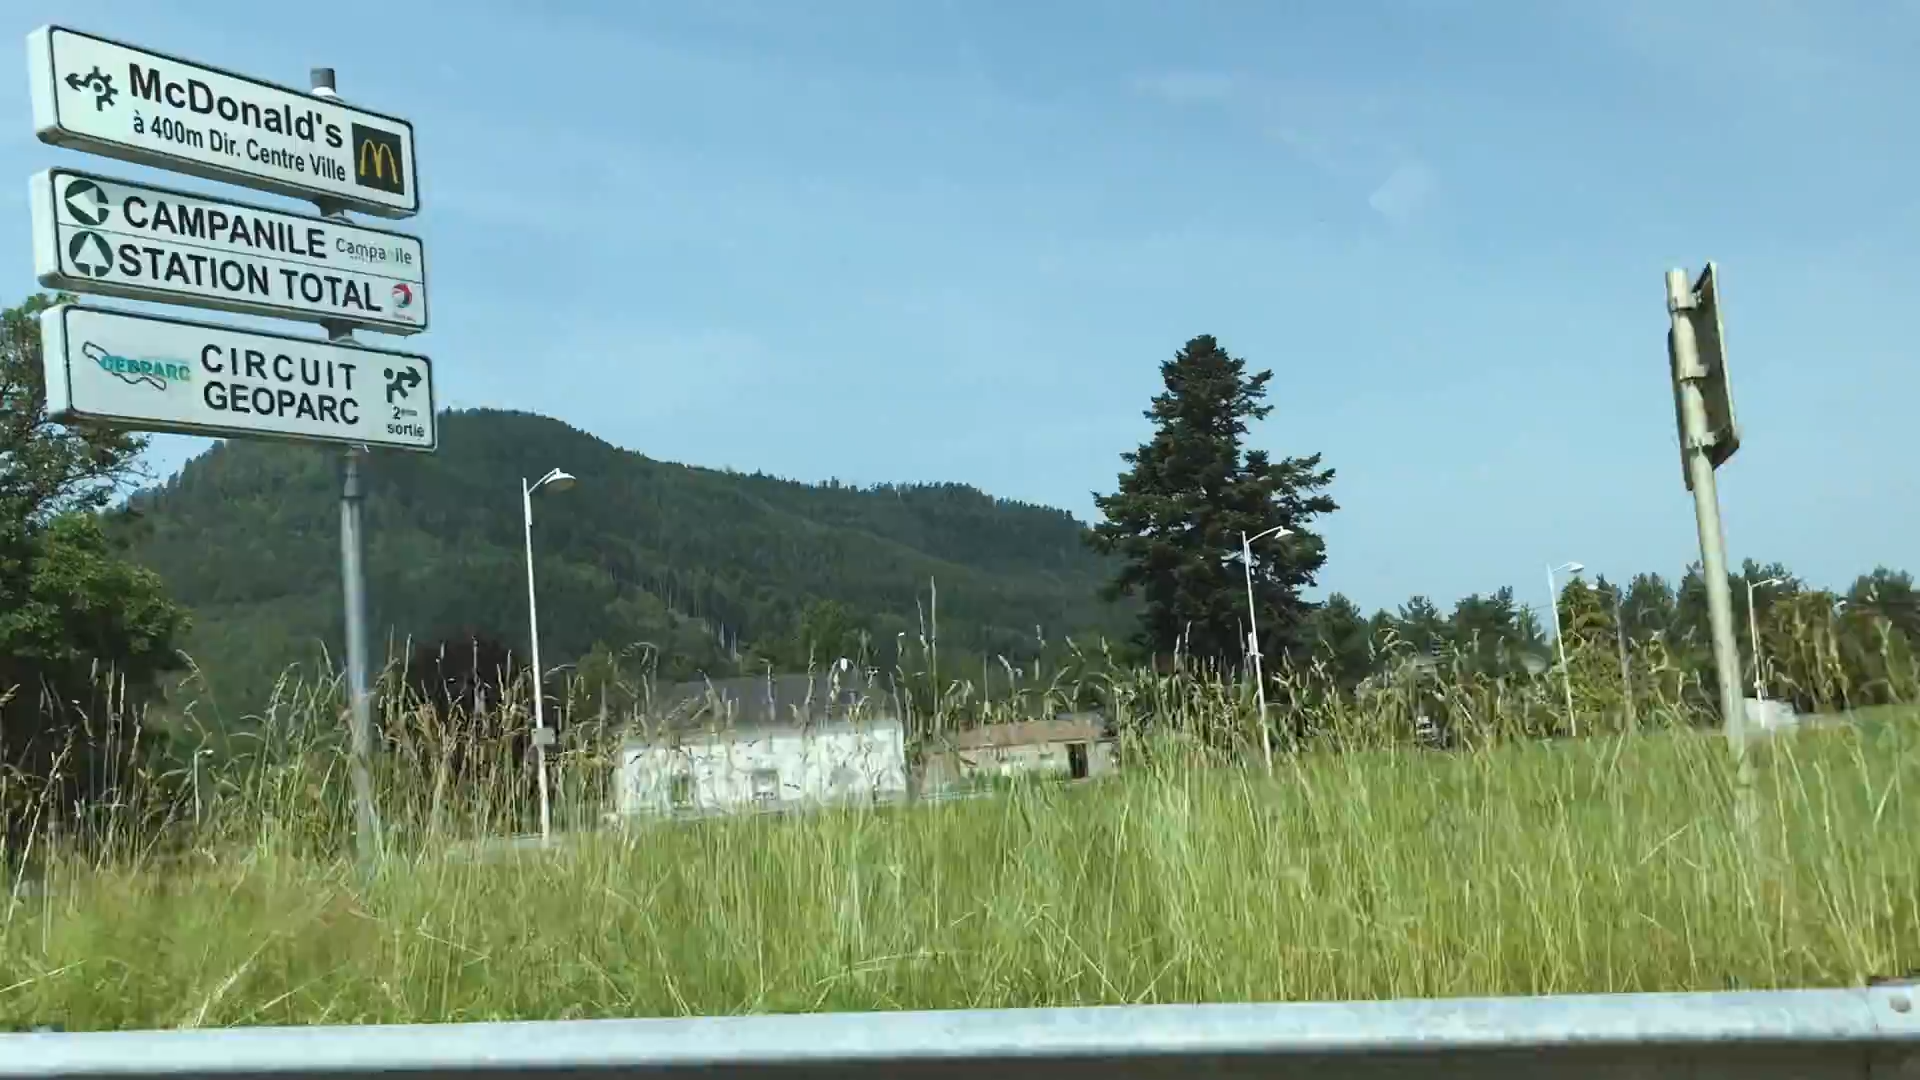 McDonald's
à 400m Dir. Centre Ville
CAMPANILE Campanile
STATION TOTAL
GEOPARC CIRCUIT
GEOPARC
2ème
sortie